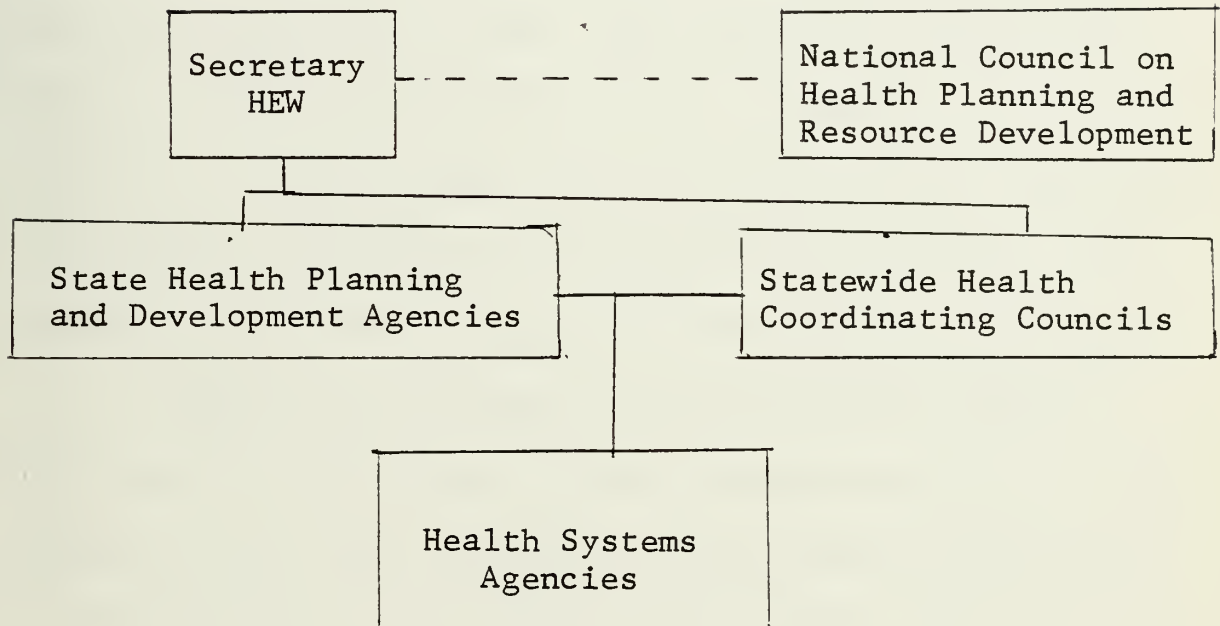 Secretary
HEW
National Council on
Health Planning and
Resource Development
State Health Planning
and Development Agencies
Statewide Health
Coordinating Councils
Health Systems
Agencies